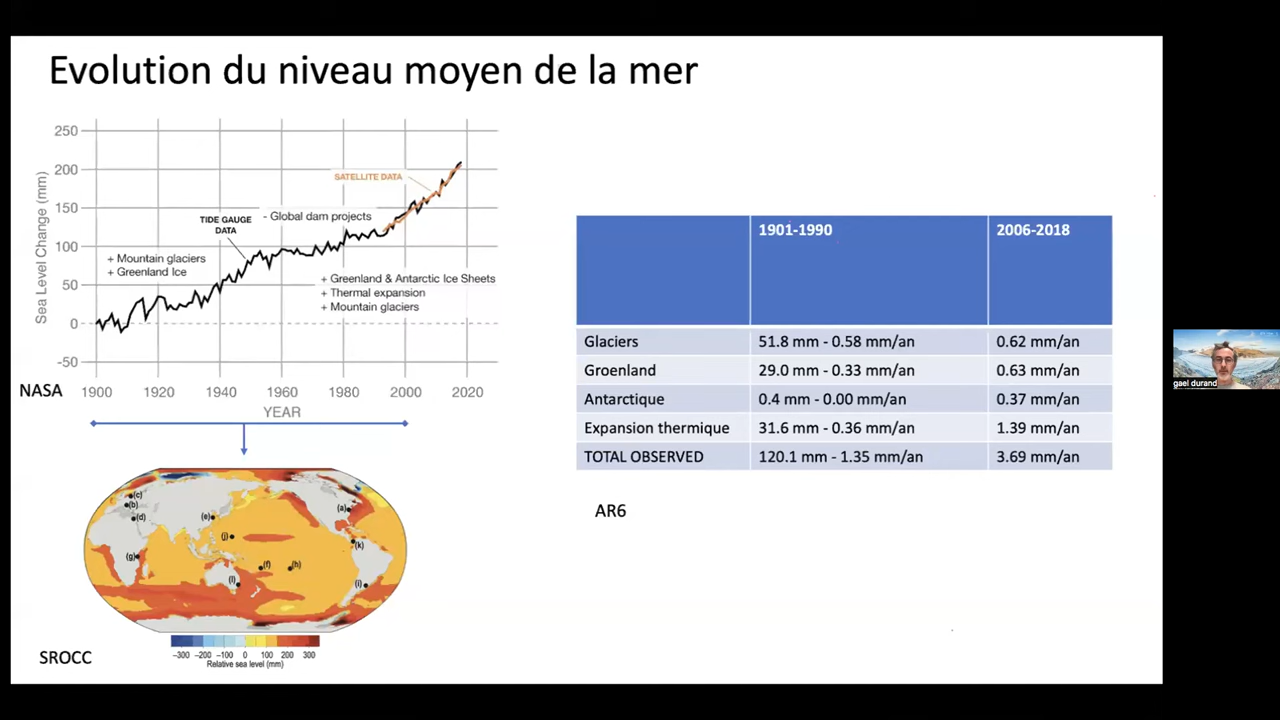 Evolution du niveau moyen de la mer
250
200
150
100
50
0
-50
Sea Level Change (mm)
SATELLITE DATA
TIDE GAUGE
DATA
- Global dam projects
+ Mountain glaciers
+ Greenland Ice
+ Greenland & Antarctic Ice Sheets
+ Thermal expansion
+ Mountain glaciers
NASA
1900 1920 1940 1960 1980 2000 2020
YEAR
1901-1990 2006-2018
Glaciers 51.8 mm - 0.58 mm/an 0.62 mm/an
Groenland 29.0 mm - 0.33 mm/an 0.63 mm/an
Antarctique 0.4 mm - 0.00 mm/an 0.37 mm/an
Expansion thermique 31.6 mm - 0.36 mm/an 1.39 mm/an
TOTAL OBSERVED 120.1 mm - 1.35 mm/an 3.69 mm/an
AR6
(c)
(b)
(d)
(e)
(a)
(j)
(k)
(g)
(f)
(h)
(l)
(i)
-300 -200 -100 0 100 200 300
Relative sea level (mm)
SROCC
gael durand